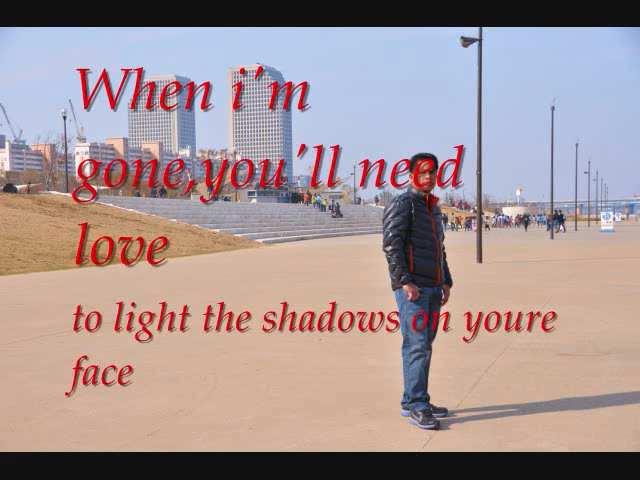 When i'm
gone,you'll need
love
to light the shadows on youre
face